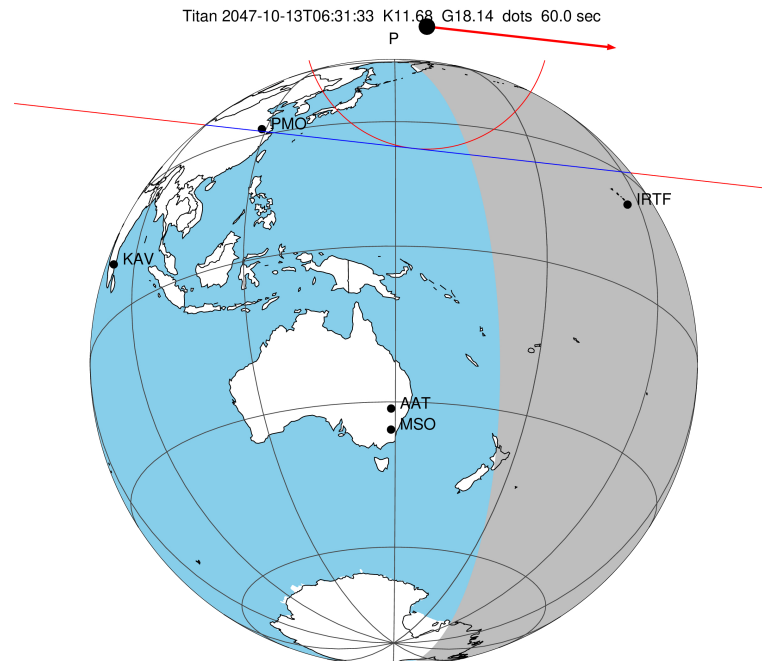 Titan 2047-10-13T06:31:33 K11.68 G18.14 dots 60.0 sec
P
PMO
IRTF
KAV
AAT
MSO